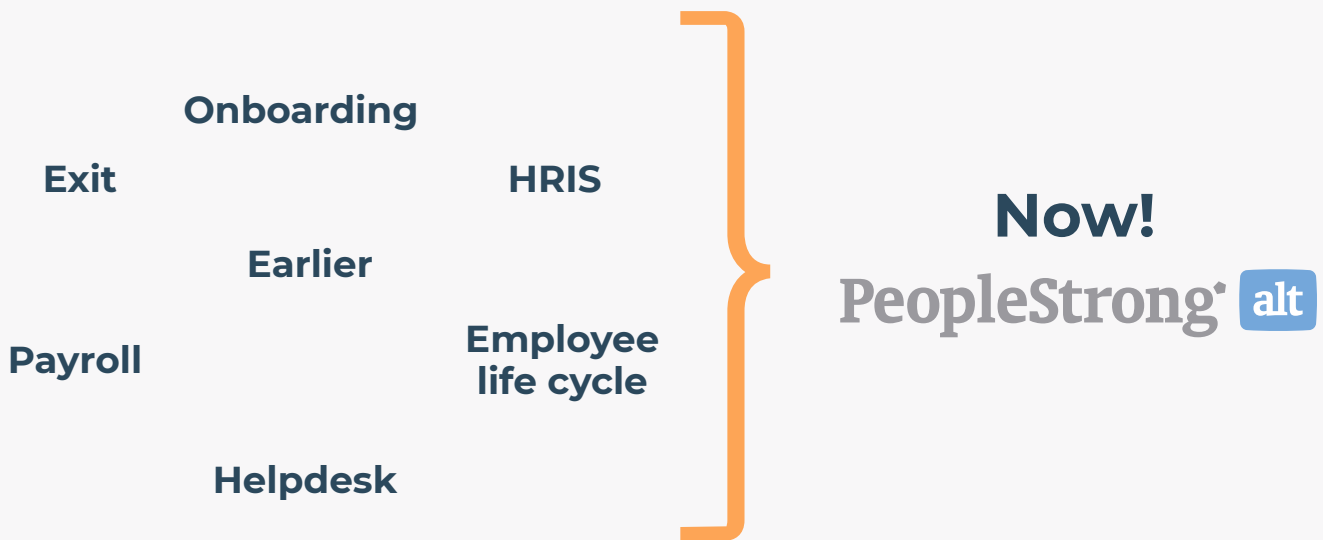 Onboarding
Exit
HRIS
Earlier
Payroll
Employee
life cycle
Helpdesk
Now!
PeopleStrong alt